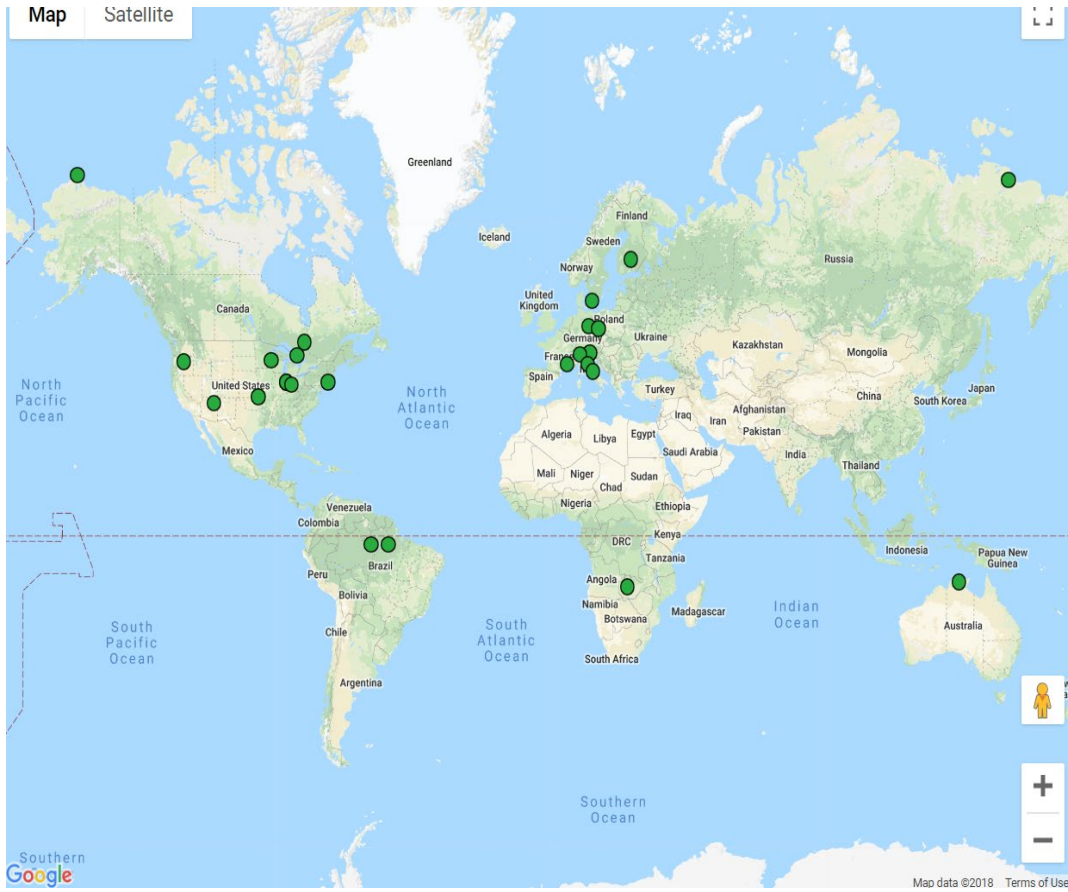 Map Satellite
Greenland
Iceland
Finland
Sweden
Norway
Russia
Canada
United
Kingdom
Poland
Germany
Ukraine
France
Kazakhstan
Mongolia
Spain
Turkey
United States
North
Pacific
Ocean
North
Atlantic
Ocean
China
Japan
South Korea
Iraq
Iran
Afghanistan
Pakistan
Algeria
Libya
Egypt
Saudi Arabia
India
Mexico
Mali
Niger
Chad
Sudan
Thailand
Nigeria
Ethiopia
Venezuela
Colombia
DRC
Kenya
Tanzania
Indonesia
Papua New
Guinea
Brazil
Peru
Bolivia
Angola
Namibia
Botswana
Madagascar
Indian
Ocean
Australia
South
Pacific
Ocean
Chile
South
Atlantic
Ocean
South Africa
Argentina
Southern
Ocean
Southern
Google
Map data ©2018 Terms of Use